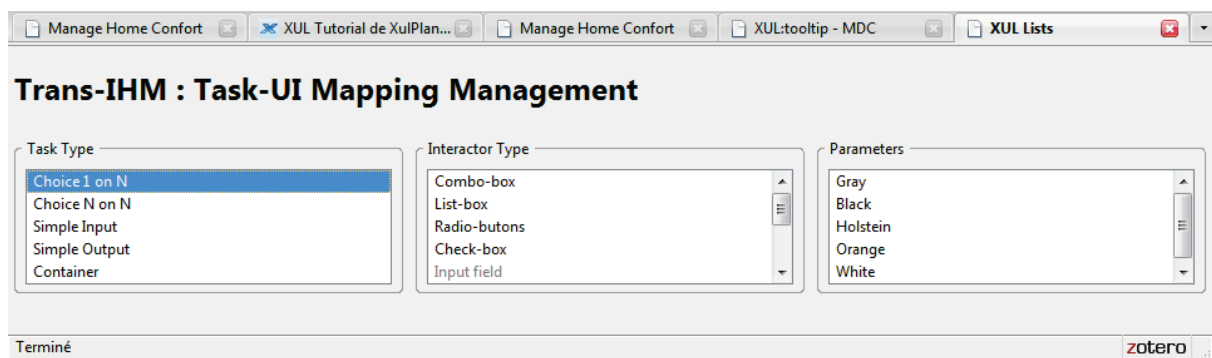 Manage Home Confort XUL Tutorial de XulPlan... Manage Home Confort XUL:tooltip - MDC XUL Lists
Trans-IHM : Task-UI Mapping Management
Task Type
Choice 1 on N
Choice N on N
Simple Input
Simple Output
Container
Interactor Type
Combo-box
List-box
Radio-butons
Check-box
Input field
Parameters
Gray
Black
Holstein
Orange
White
Terminé zotero